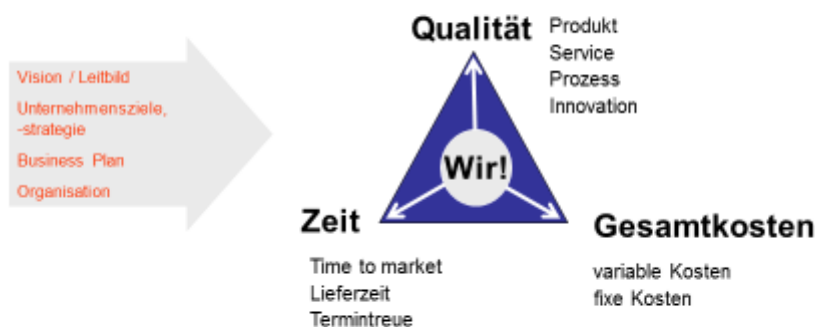 Vision / Leitbild
Unternehmensziele,
-strategie
Business Plan
Organisation
Qualität
Produkt
Service
Prozess
Innovation
Wir!
Zeit
Time to market
Lieferzeit
Termintreue
Gesamtkosten
variable Kosten
fixe Kosten